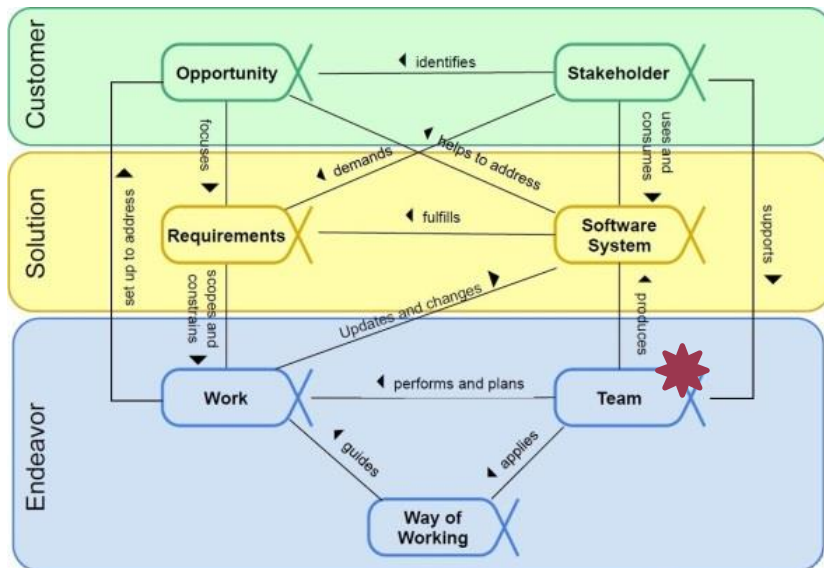 Customer
Opportunity
identifies
Stakeholder
focuses
demands
helps to address
uses and
consumes
Solution
set up to address
Requirements
fulfills
Software
System
supports
scopes and
constrains
Updates and changes
produces
Endeavor
Work
performs and plans
Team
guides
applies
Way of
Working